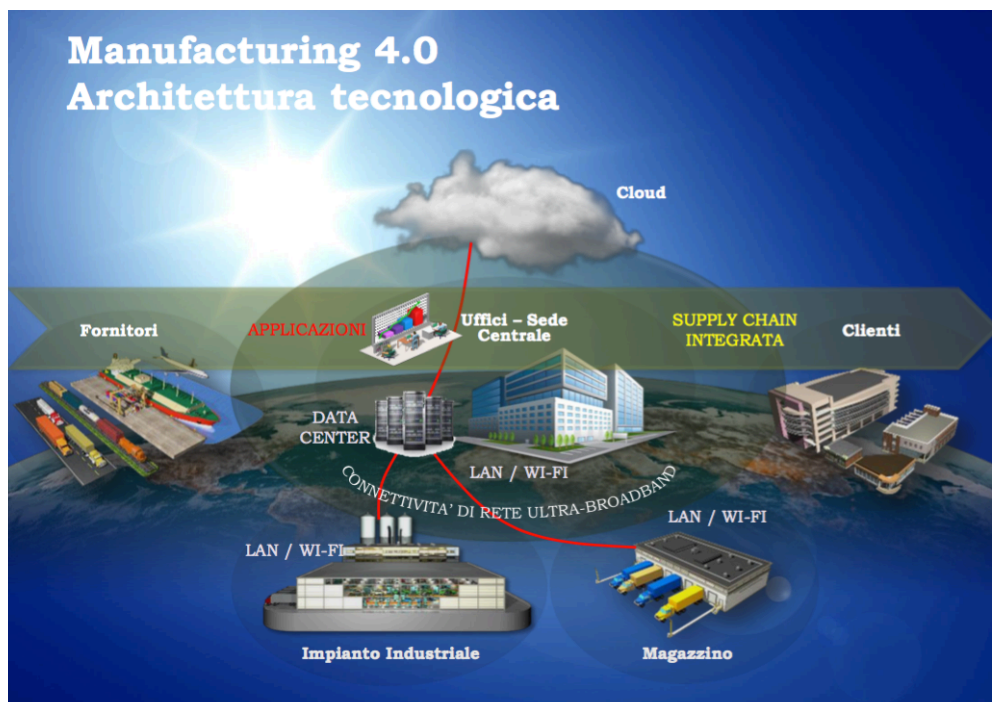 Manufacturing 4.0
Architettura tecnologica
Cloud
Fornitori
APPLICAZIONI
Uffici – Sede
Centrale
SUPPLY CHAIN
INTEGRATA
Clienti
DATA
CENTER
LAN / WI-FI
CONNETTIVITA' DI RETE ULTRA-BROADBAND
LAN / WI-FI
LAN / WI-FI
Impianto Industriale
Magazzino